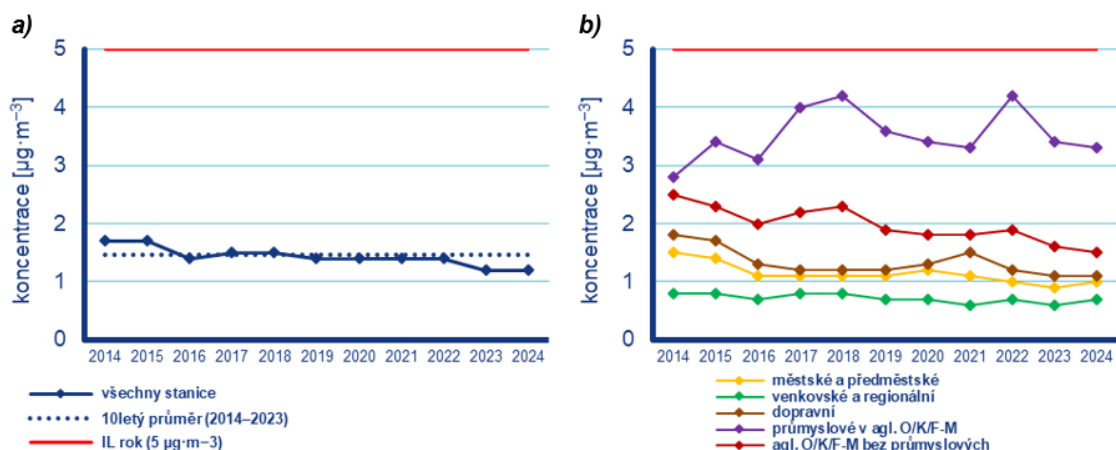 a)
koncentrace [µg·m⁻³]
5
4
3
2
1
0
2014 2015 2016 2017 2018 2019 2020 2021 2022 2023 2024
všechny stanice
10letý průměr (2014–2023)
IL rok (5 µg·m–3)
b)
koncentrace [µg·m⁻³]
5
4
3
2
1
0
2014 2015 2016 2017 2018 2019 2020 2021 2022 2023 2024
městské a předměstské
venkovské a regionální
dopravní
průmyslové v agl. O/K/F-M
agl. O/K/F-M bez průmyslových